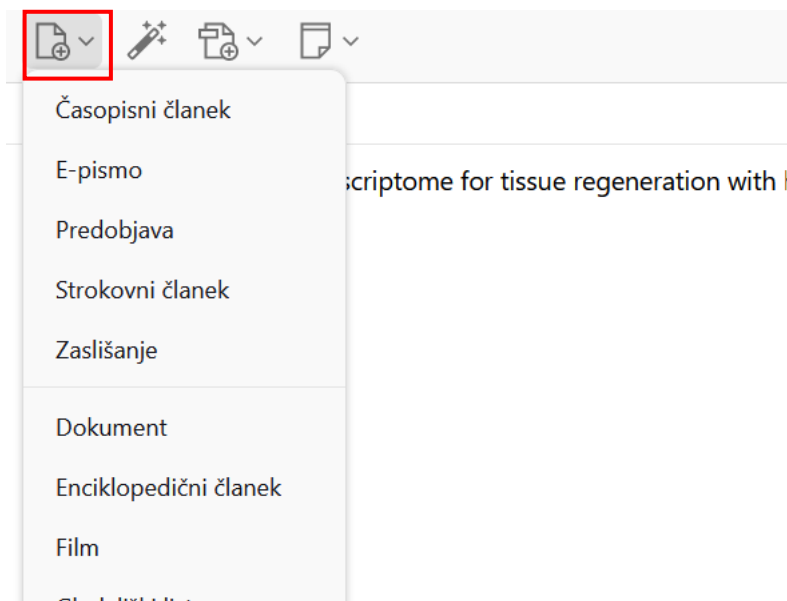 Časopisni članek
E-pismo
scriptome for tissue regeneration with
Predobjava
Strokovni članek
Zaslišanje
Dokument
Enciklopedični članek
Film